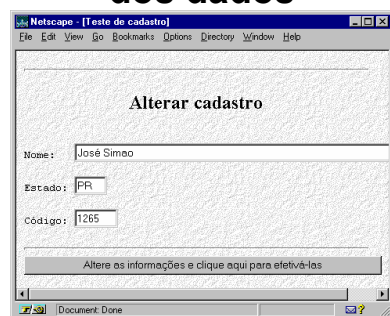 dos dados
Netscape - [Teste de cadastro]
File Edit View Go Bookmarks Options Directory Window Help
Alterar cadastro
Nome: José Simao
Estado: PR
Código: 1265
Altere as informações e clique aqui para efetivá-las
Document: Done